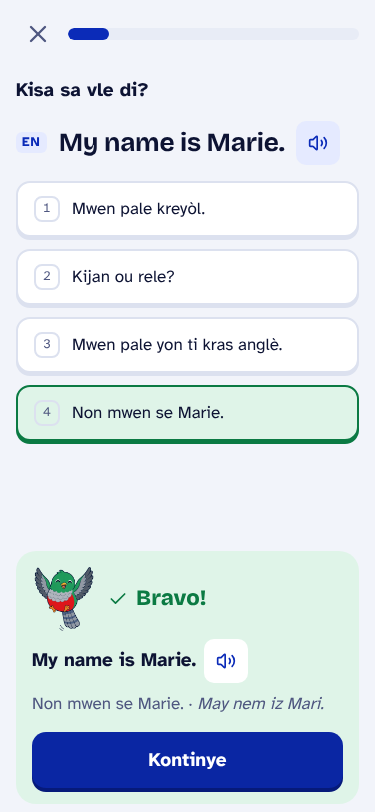 Kisa sa vle di?
EN My name is Marie.
1 Mwen pale kreyòl.
2 Kijan ou rele?
3 Mwen pale yon ti kras anglè.
4 Non mwen se Marie.
Bravo!
My name is Marie.
Non mwen se Marie. · May nem iz Mari.
Kontinye